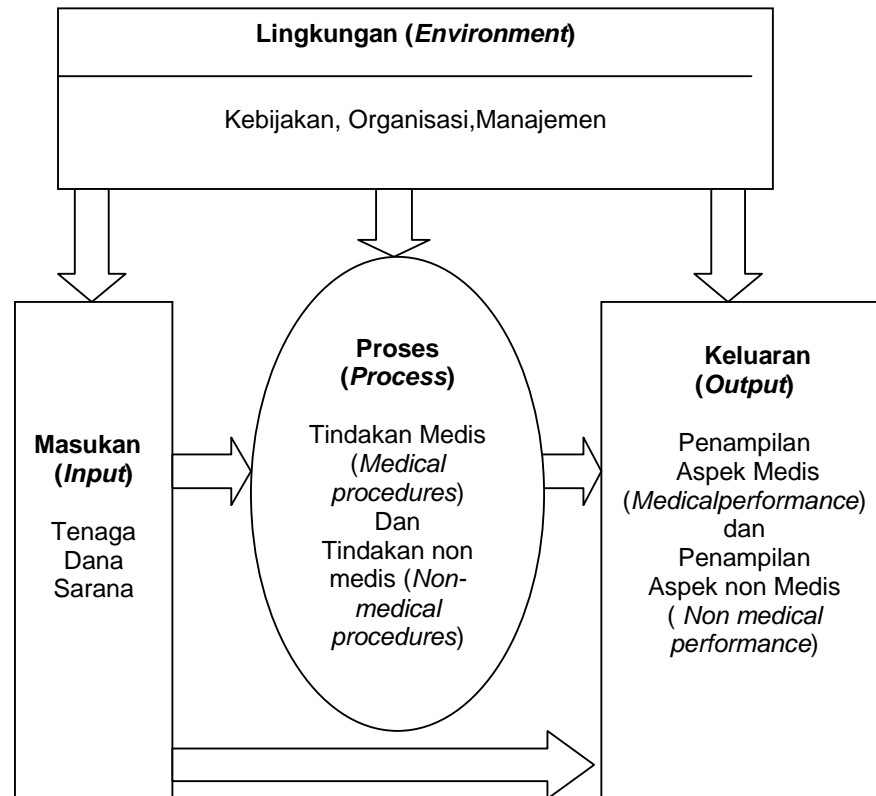 Lingkungan (Environment)
Kebijakan, Organisasi,Manajemen
Masukan
(Input)
Tenaga
Dana
Sarana
Proses
(Process)
Tindakan Medis
(Medical
procedures)
Dan
Tindakan non
medis (Non-
medical
procedures)
Keluaran
(Output)
Penampilan
Aspek Medis
(Medicalperformance)
dan
Penampilan
Aspek non Medis
( Non medical
performance)